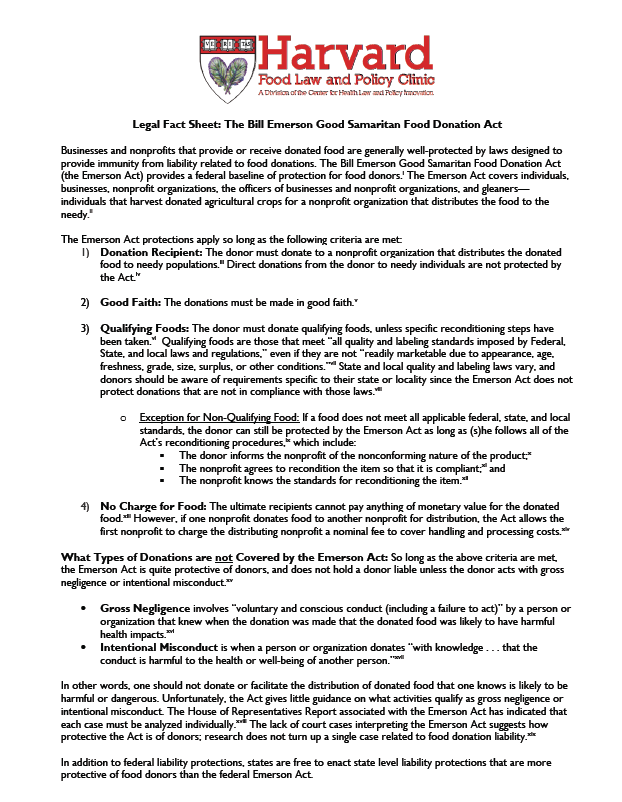 VE RI TAS
Harvard
Food Law and Policy Clinic
A Division of the Center for Health Law and Policy Innovation
Legal Fact Sheet: The Bill Emerson Good Samaritan Food Donation Act
Businesses and nonprofits that provide or receive donated food are generally well-protected by laws designed to
provide immunity from liability related to food donations. The Bill Emerson Good Samaritan Food Donation Act
(the Emerson Act) provides a federal baseline of protection for food donors.i The Emerson Act covers individuals,
businesses, nonprofit organizations, the officers of businesses and nonprofit organizations, and gleaners—
individuals that harvest donated agricultural crops for a nonprofit organization that distributes the food to the
needy.ii
The Emerson Act protections apply so long as the following criteria are met:
1) Donation Recipient: The donor must donate to a nonprofit organization that distributes the donated
food to needy populations.iii Direct donations from the donor to needy individuals are not protected by
the Act.iv
2) Good Faith: The donations must be made in good faith.v
3) Qualifying Foods: The donor must donate qualifying foods, unless specific reconditioning steps have
been taken.vi Qualifying foods are those that meet “all quality and labeling standards imposed by Federal,
State, and local laws and regulations,” even if they are not “readily marketable due to appearance, age,
freshness, grade, size, surplus, or other conditions.”vii State and local quality and labeling laws vary, and
donors should be aware of requirements specific to their state or locality since the Emerson Act does not
protect donations that are not in compliance with those laws.viii
o Exception for Non-Qualifying Food: If a food does not meet all applicable federal, state, and local
standards, the donor can still be protected by the Emerson Act as long as (s)he follows all of the
Act’s reconditioning procedures,ix which include:
▪ The donor informs the nonprofit of the nonconforming nature of the product;x
▪ The nonprofit agrees to recondition the item so that it is compliant;xi and
▪ The nonprofit knows the standards for reconditioning the item.xii
4) No Charge for Food: The ultimate recipients cannot pay anything of monetary value for the donated
food.xiii However, if one nonprofit donates food to another nonprofit for distribution, the Act allows the
first nonprofit to charge the distributing nonprofit a nominal fee to cover handling and processing costs.xiv
What Types of Donations are not Covered by the Emerson Act: So long as the above criteria are met,
the Emerson Act is quite protective of donors, and does not hold a donor liable unless the donor acts with gross
negligence or intentional misconduct.xv
• Gross Negligence involves “voluntary and conscious conduct (including a failure to act)” by a person or
organization that knew when the donation was made that the donated food was likely to have harmful
health impacts.xvi
• Intentional Misconduct is when a person or organization donates “with knowledge . . . that the
conduct is harmful to the health or well-being of another person.”xvii
In other words, one should not donate or facilitate the distribution of donated food that one knows is likely to be
harmful or dangerous. Unfortunately, the Act gives little guidance on what activities qualify as gross negligence or
intentional misconduct. The House of Representatives Report associated with the Emerson Act has indicated that
each case must be analyzed individually.xviii The lack of court cases interpreting the Emerson Act suggests how
protective the Act is of donors; research does not turn up a single case related to food donation liability.xix
In addition to federal liability protections, states are free to enact state level liability protections that are more
protective of food donors than the federal Emerson Act.